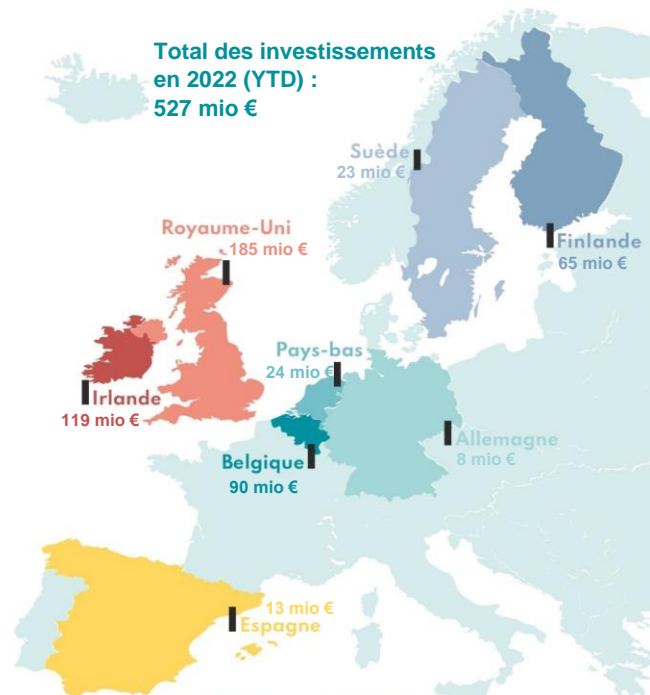 Total des investissements
en 2022 (YTD) :
527 mio €
Suède
23 mio €
Finlande
65 mio €
Royaume-Uni
185 mio €
Pays-bas
24 mio €
Irlande
119 mio €
Allemagne
8 mio €
Belgique
90 mio €
13 mio €
Espagne